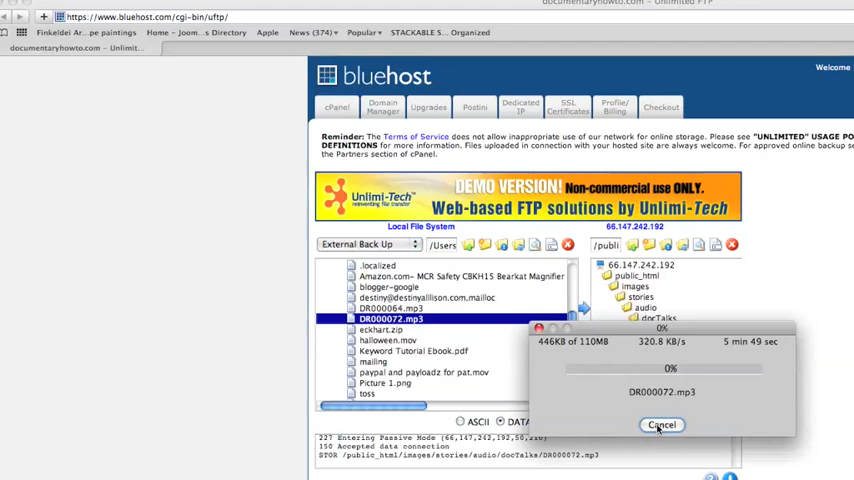 documentaryhowto.com – Unlimited FTP
https://www.bluehost.com/cgi-bin/uftp/
Finkeldei Ar...pe paintings Home – Joom...s Directory Apple News (374) Popular STACKABLE S... Organized
documentaryhowto.com – Unlimit...
bluehost
Welcome
cPanel
Domain Manager
Upgrades
Postini
Dedicated IP
SSL Certificates
Profile/ Billing
Checkout
Reminder: The Terms of Service does not allow inappropriate use of our network for online storage. Please see "UNLIMITED" USAGE PO
DEFINITIONS for more information. Files uploaded in connection with your hosted site are always welcome. For approved online backup se
the Partners section of cPanel.
Unlimi-Tech
reinventing file transfer
DEMO VERSION! Non-commercial use ONLY.
Web-based FTP solutions by Unlimi-Tech
Local File System
66.147.242.192
External Back Up
/Users
/publi
.localized
Amazon.com- MCR Safety CBKH15 Bearkat Magnifier
blogger-google
destiny@destinyalllison.com.mailloc
DR000064.mp3
DR000072.mp3
eckhart.zip
halloween.mov
Keyword Tutorial Ebook.pdf
mailing
paypal and payloadz for pat.mov
Picture 1.png
toss
66.147.242.192
public_html
images
stories
audio
docTalks
0%
446KB of 110MB 320.8 KB/s 5 min 49 sec
0%
DR000072.mp3
Cancel
ASCII DATA
227 Entering Passive Mode (66,147,242,192,50,210)
150 Accepted data connection
STOR /public_html/images/stories/audio/docTalks/DR000072.mp3